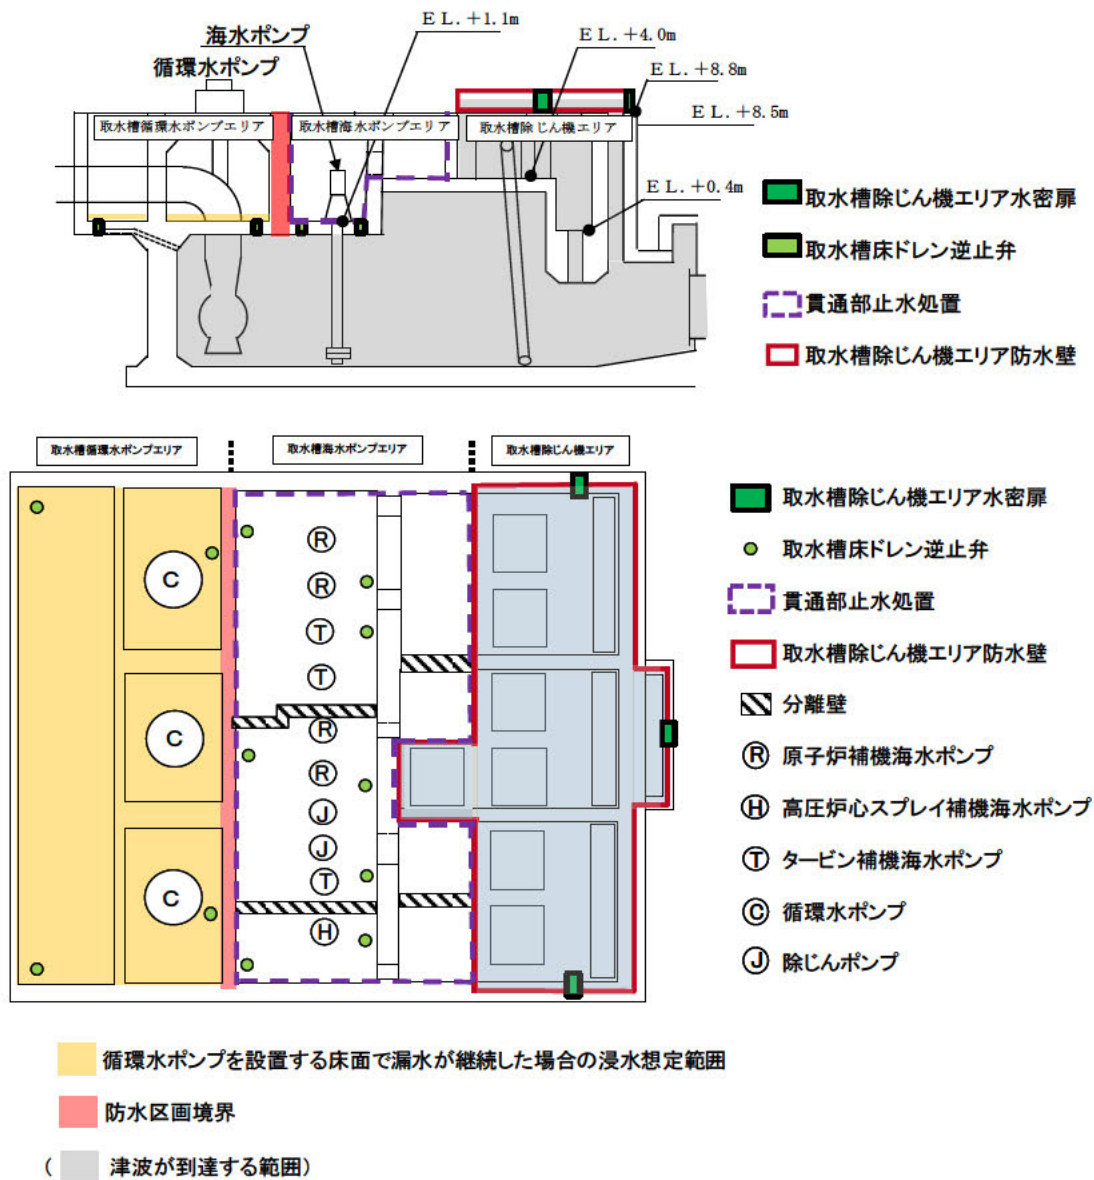 ＥＬ．＋1.1m
海水ポンプ
ＥＬ．＋4.0m
循環水ポンプ
ＥＬ．＋8.8m
ＥＬ．＋8.5m
取水槽循環水ポンプエリア
取水槽海水ポンプエリア
取水槽除じん機エリア
ＥＬ．＋0.4m
取水槽除じん機エリア水密扉
取水槽床ドレン逆止弁
貫通部止水処置
取水槽除じん機エリア防水壁
取水槽循環水ポンプエリア
取水槽海水ポンプエリア
取水槽除じん機エリア
R
R
T
T
R
R
J
J
T
H
C
C
C
取水槽除じん機エリア水密扉
取水槽床ドレン逆止弁
貫通部止水処置
取水槽除じん機エリア防水壁
分離壁
R 原子炉補機海水ポンプ
H 高圧炉心スプレイ補機海水ポンプ
T タービン補機海水ポンプ
C 循環水ポンプ
J 除じんポンプ
循環水ポンプを設置する床面で漏水が継続した場合の浸水想定範囲
防水区画境界
（ 津波が到達する範囲）